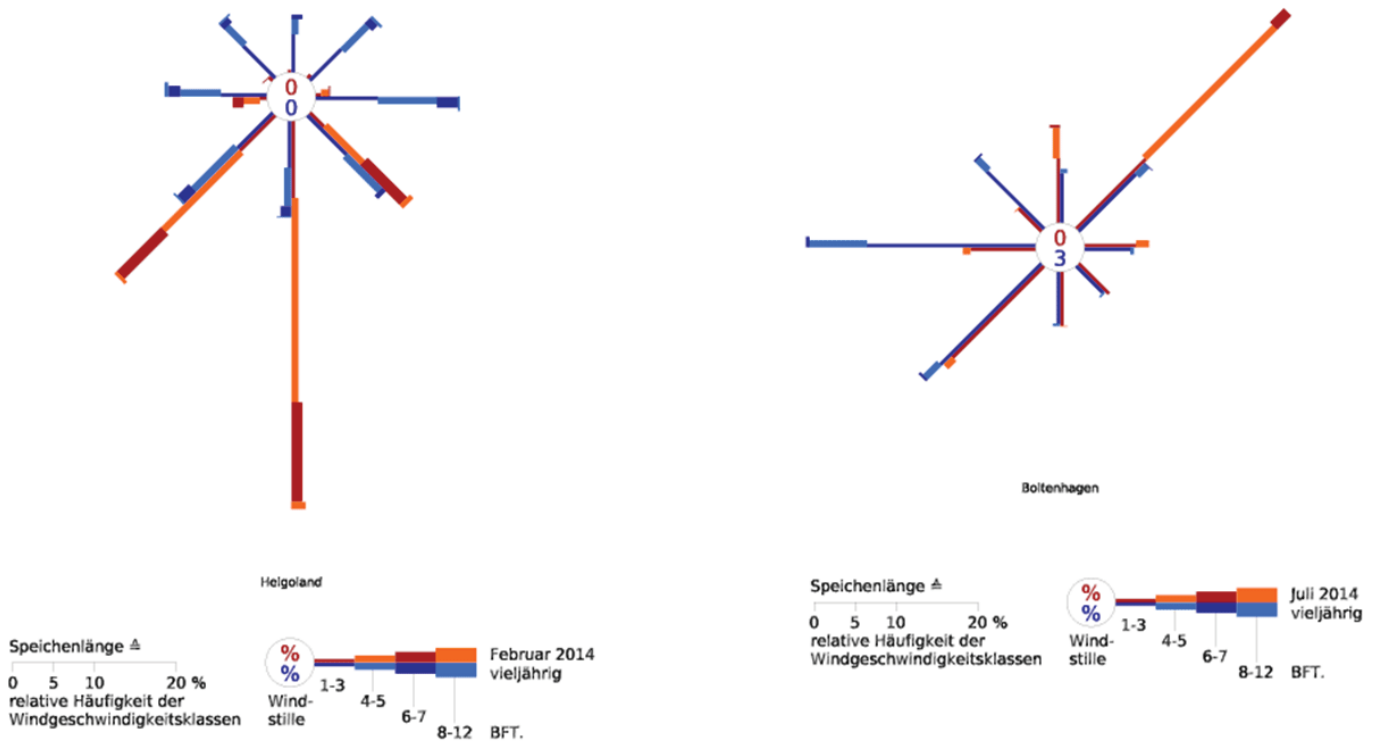 0
0
0
3
Boltenhagen
Helgoland
Speichenlänge ≙
0 5 10 20 %
relative Häufigkeit der
Windgeschwindigkeitsklassen
%
%
Wind-
stille
1-3
4-5
6-7
8-12
BFT.
Februar 2014
vieljährig
Speichenlänge ≙
0 5 10 20 %
relative Häufigkeit der
Windgeschwindigkeitsklassen
%
%
Wind-
stille
1-3
4-5
6-7
8-12
BFT.
Juli 2014
vieljährig